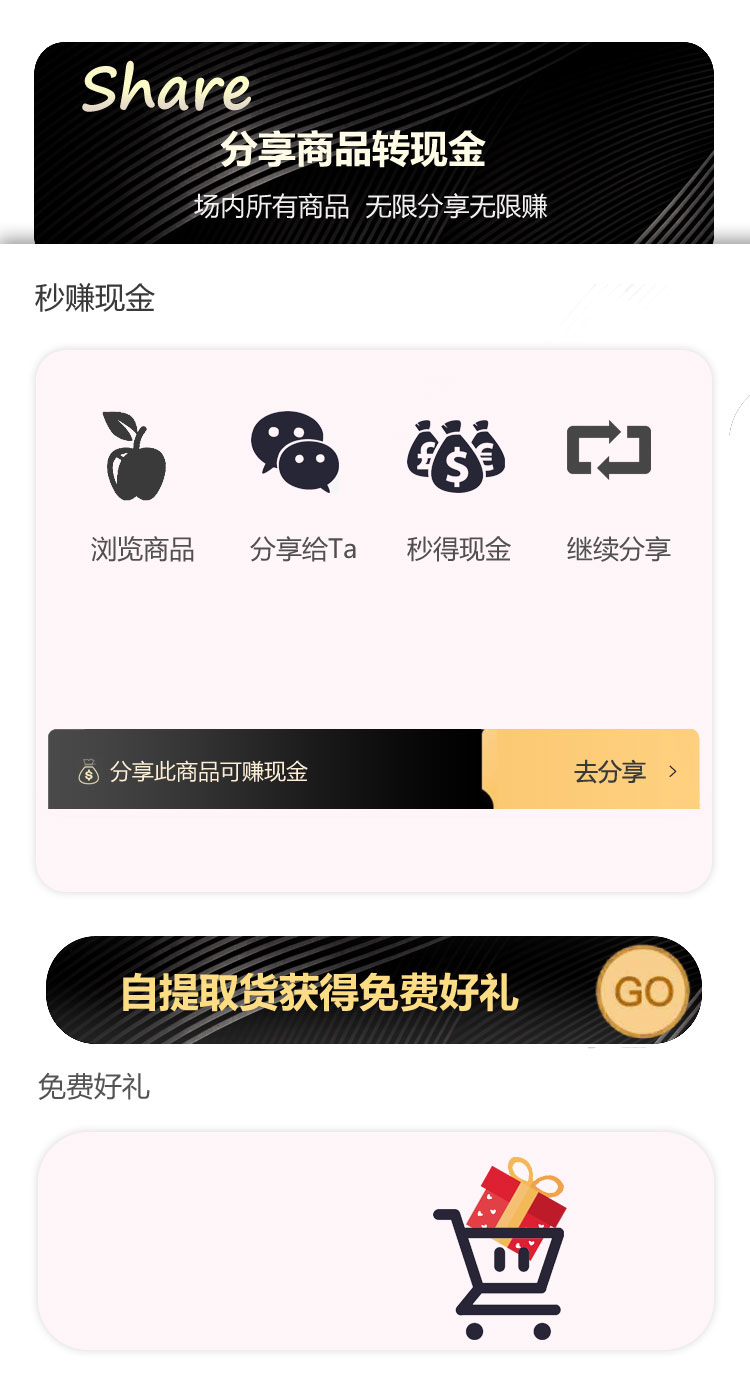 Share
分享商品转现金
场内所有商品 无限分享无限赚
秒赚现金
浏览商品 分享给Ta 秒得现金 继续分享
分享此商品可赚现金 去分享 >
自提取货获得免费好礼 GO
免费好礼